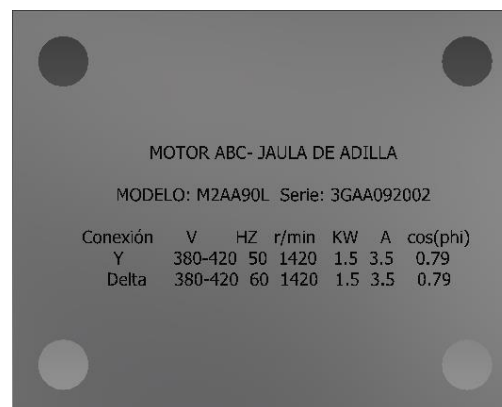 MOTOR ABC- JAULA DE ADILLA
MODELO: M2AA90L Serie: 3GAA092002
Conexión V HZ r/min KW A cos(phi)
Y 380-420 50 1420 1.5 3.5 0.79
Delta 380-420 60 1420 1.5 3.5 0.79